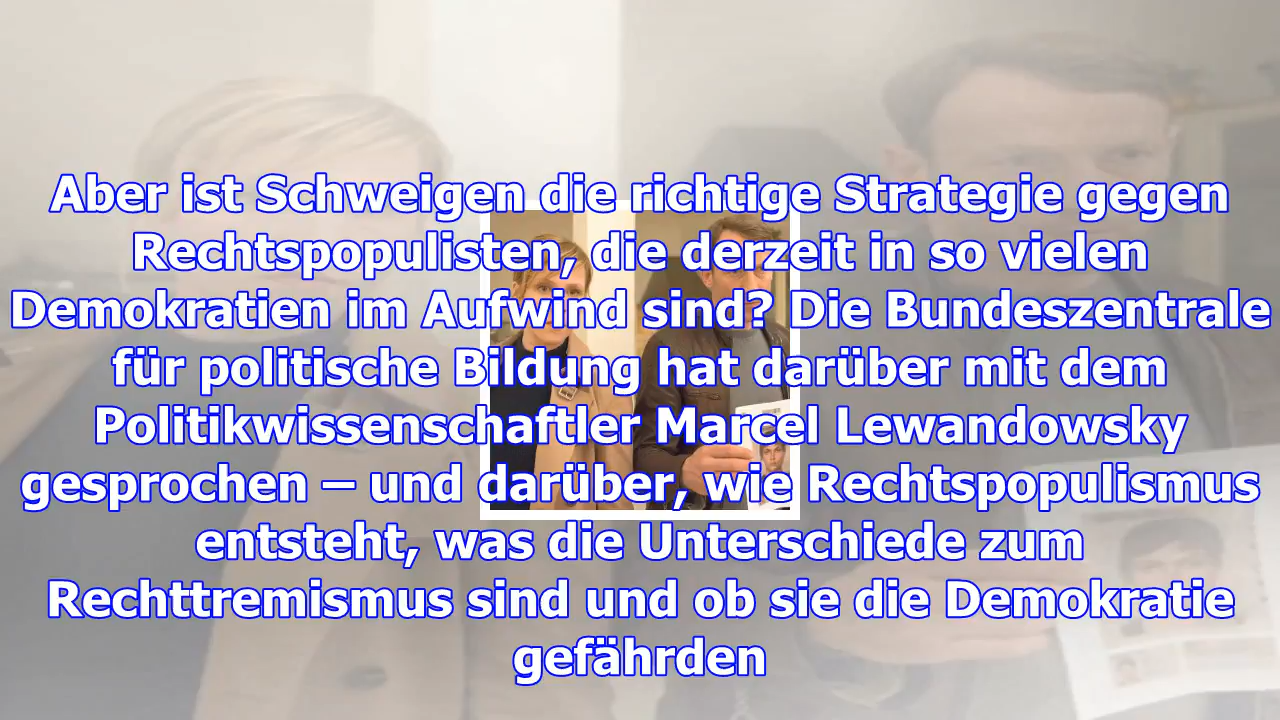 Aber ist Schweigen die richtige Strategie gegen
Rechtspopulisten, die derzeit in so vielen
Demokratien im Aufwind sind? Die Bundeszentrale
für politische Bildung hat darüber mit dem
Politikwissenschaftler Marcel Lewandowsky
gesprochen – und darüber, wie Rechtspopulismus
entsteht, was die Unterschiede zum
Rechttremismus sind und ob sie die Demokratie
gefährden